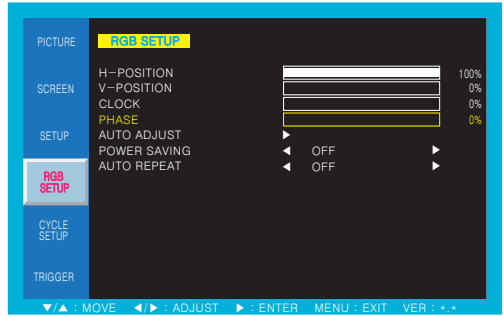 PICTURE
SCREEN
SETUP
RGB
SETUP
CYCLE
SETUP
TRIGGER
RGB SETUP
H-POSITION 100%
V-POSITION 0%
CLOCK 0%
PHASE 0%
AUTO ADJUST ▶
POWER SAVING ◀ OFF ▶
AUTO REPEAT ◀ OFF ▶
▼/▲ : MOVE ◀/▶ : ADJUST ▶ : ENTER MENU : EXIT VER : *.*